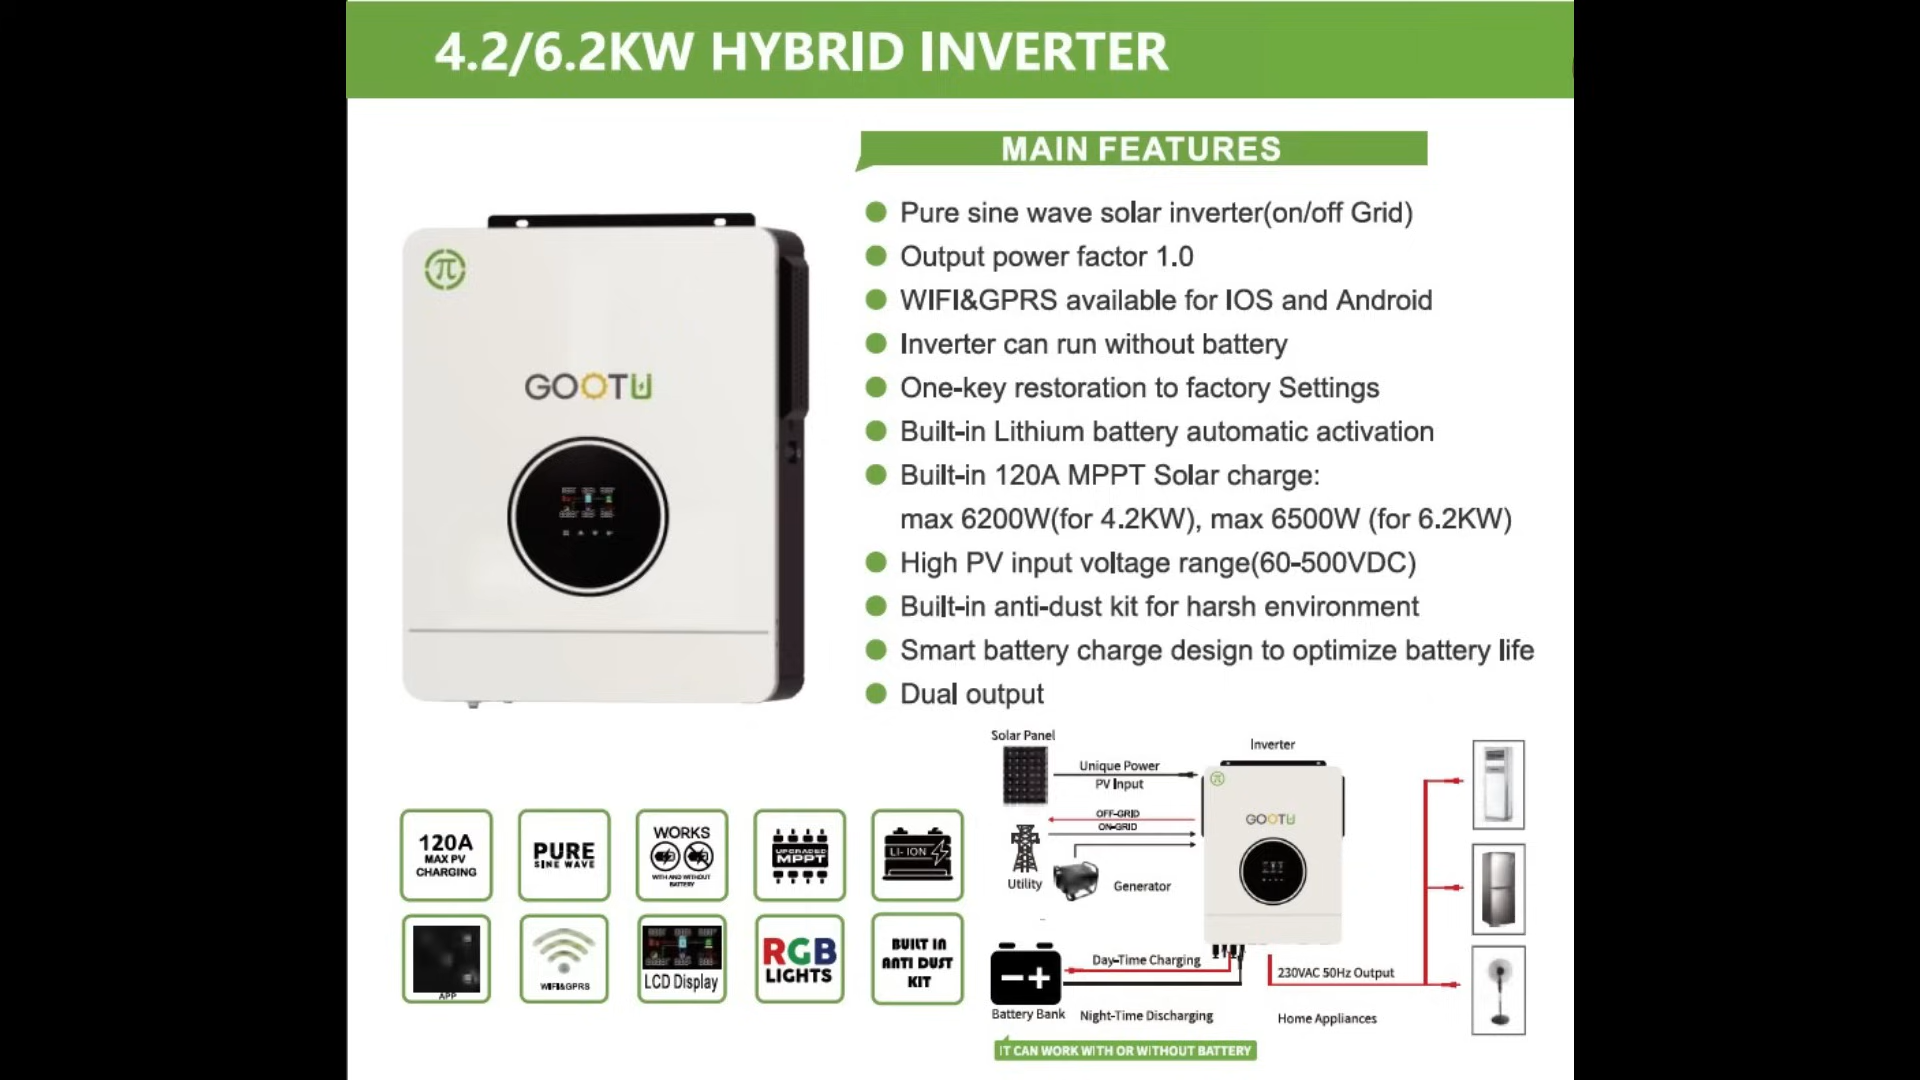 4.2/6.2KW HYBRID INVERTER
MAIN FEATURES
Pure sine wave solar inverter(on/off Grid)
Output power factor 1.0
WIFI&GPRS available for IOS and Android
Inverter can run without battery
One-key restoration to factory Settings
Built-in Lithium battery automatic activation
Built-in 120A MPPT Solar charge:
max 6200W(for 4.2KW), max 6500W (for 6.2KW)
High PV input voltage range(60-500VDC)
Built-in anti-dust kit for harsh environment
Smart battery charge design to optimize battery life
Dual output
π
GOOTU
120A
MAX PV
CHARGING
PURE
SINE WAVE
WORKS
WITH AND WITHOUT
BATTERY
UPGRADED
MPPT
LI-ION
APP
WIFI&GPRS
LCD Display
RGB
LIGHTS
BUILT IN
ANTI DUST
KIT
Solar Panel
Unique Power
PV Input
Inverter
π
GOOTU
OFF-GRID
ON-GRID
Utility
Generator
Day-Time Charging
Battery Bank
Night-Time Discharging
230VAC 50Hz Output
Home Appliances
IT CAN WORK WITH OR WITHOUT BATTERY